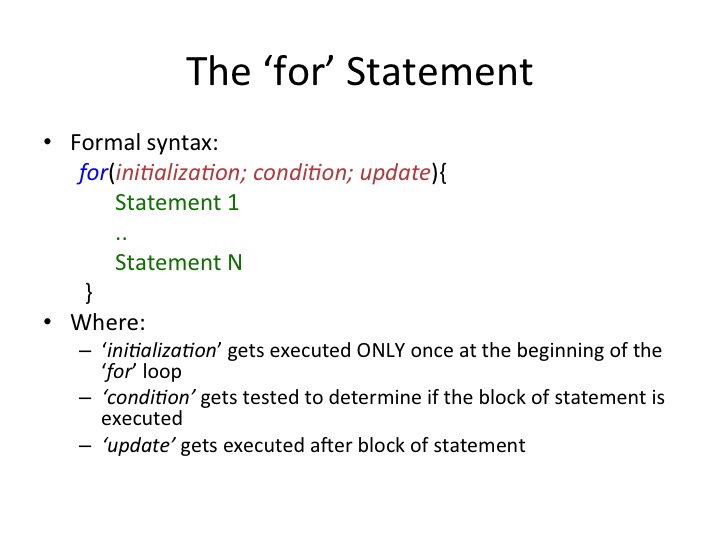 The ‘for’ Statement
• Formal syntax:
for(initialization; condition; update){
Statement 1
..
Statement N
}
• Where:
– ‘initialization’ gets executed ONLY once at the beginning of the
‘for’ loop
– ‘condition’ gets tested to determine if the block of statement is
executed
– ‘update’ gets executed after block of statement